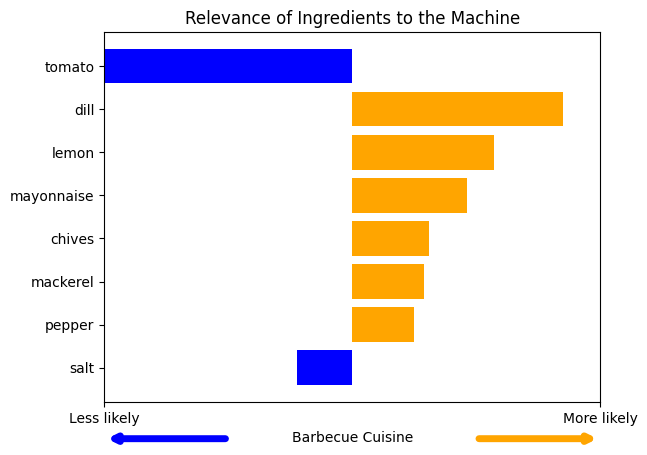 Relevance of Ingredients to the Machine
tomato
dill
lemon
mayonnaise
chives
mackerel
pepper
salt
Less likely
More likely
Barbecue Cuisine